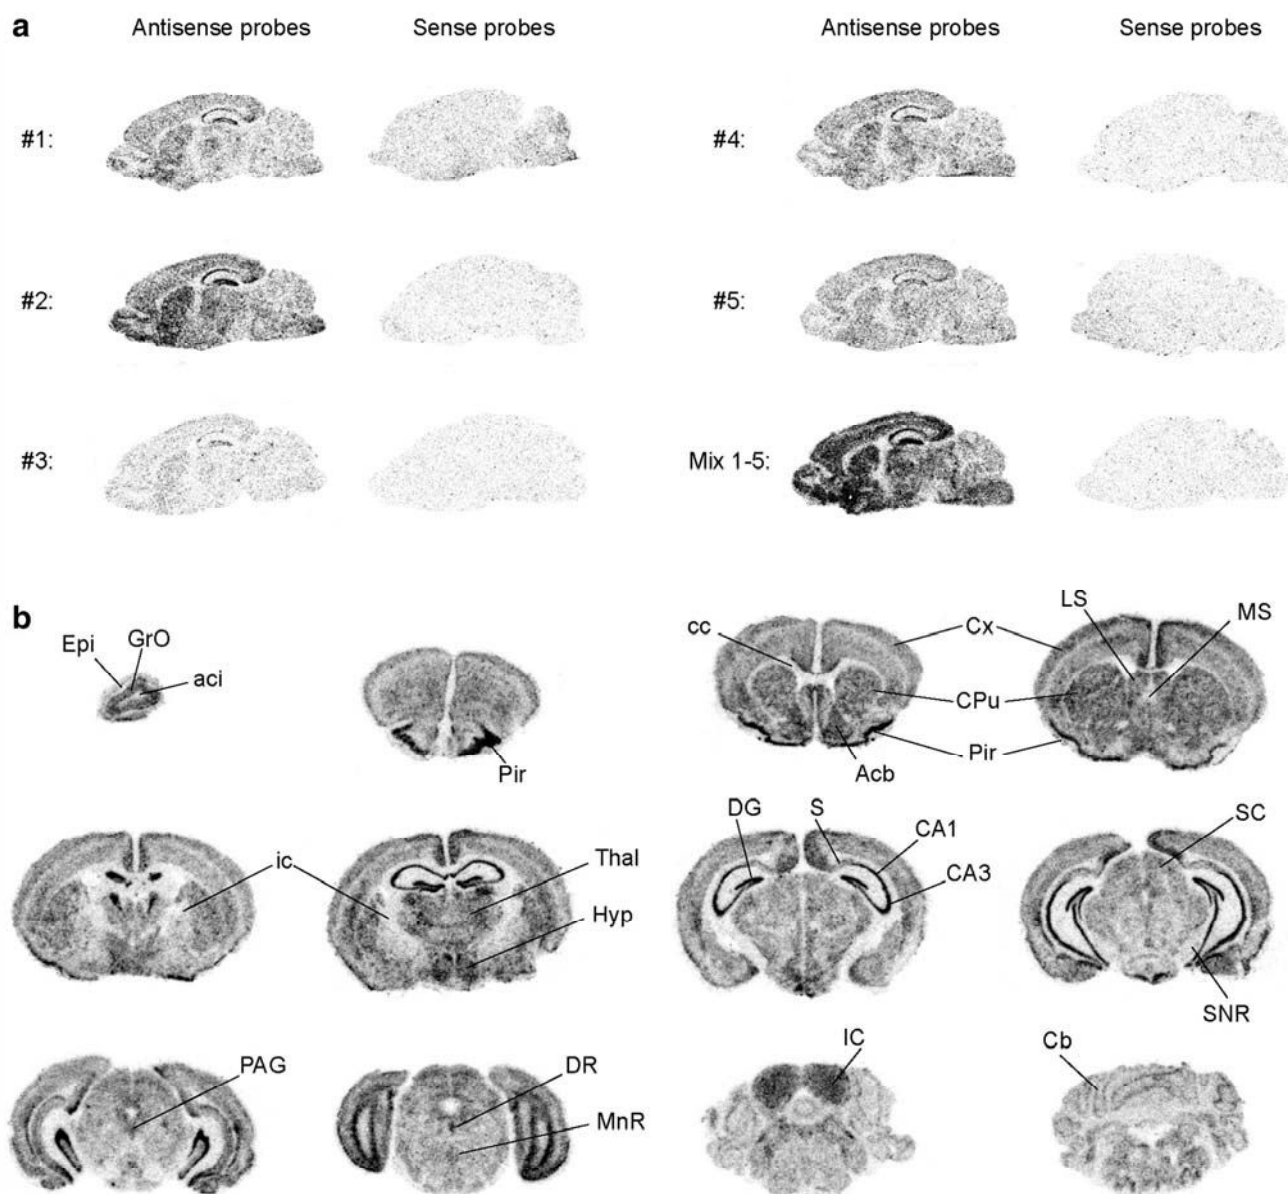 a
Antisense probes Sense probes Antisense probes Sense probes
#1: #4:
#2: #5:
#3: Mix 1-5:
b
Epi GrO aci
Pir
cc Cx LS MS
CPu
Pir
Acb
ic Thal
Hyp
DG S CA1
CA3
SC
SNR
PAG
DR
MnR
IC
Cb